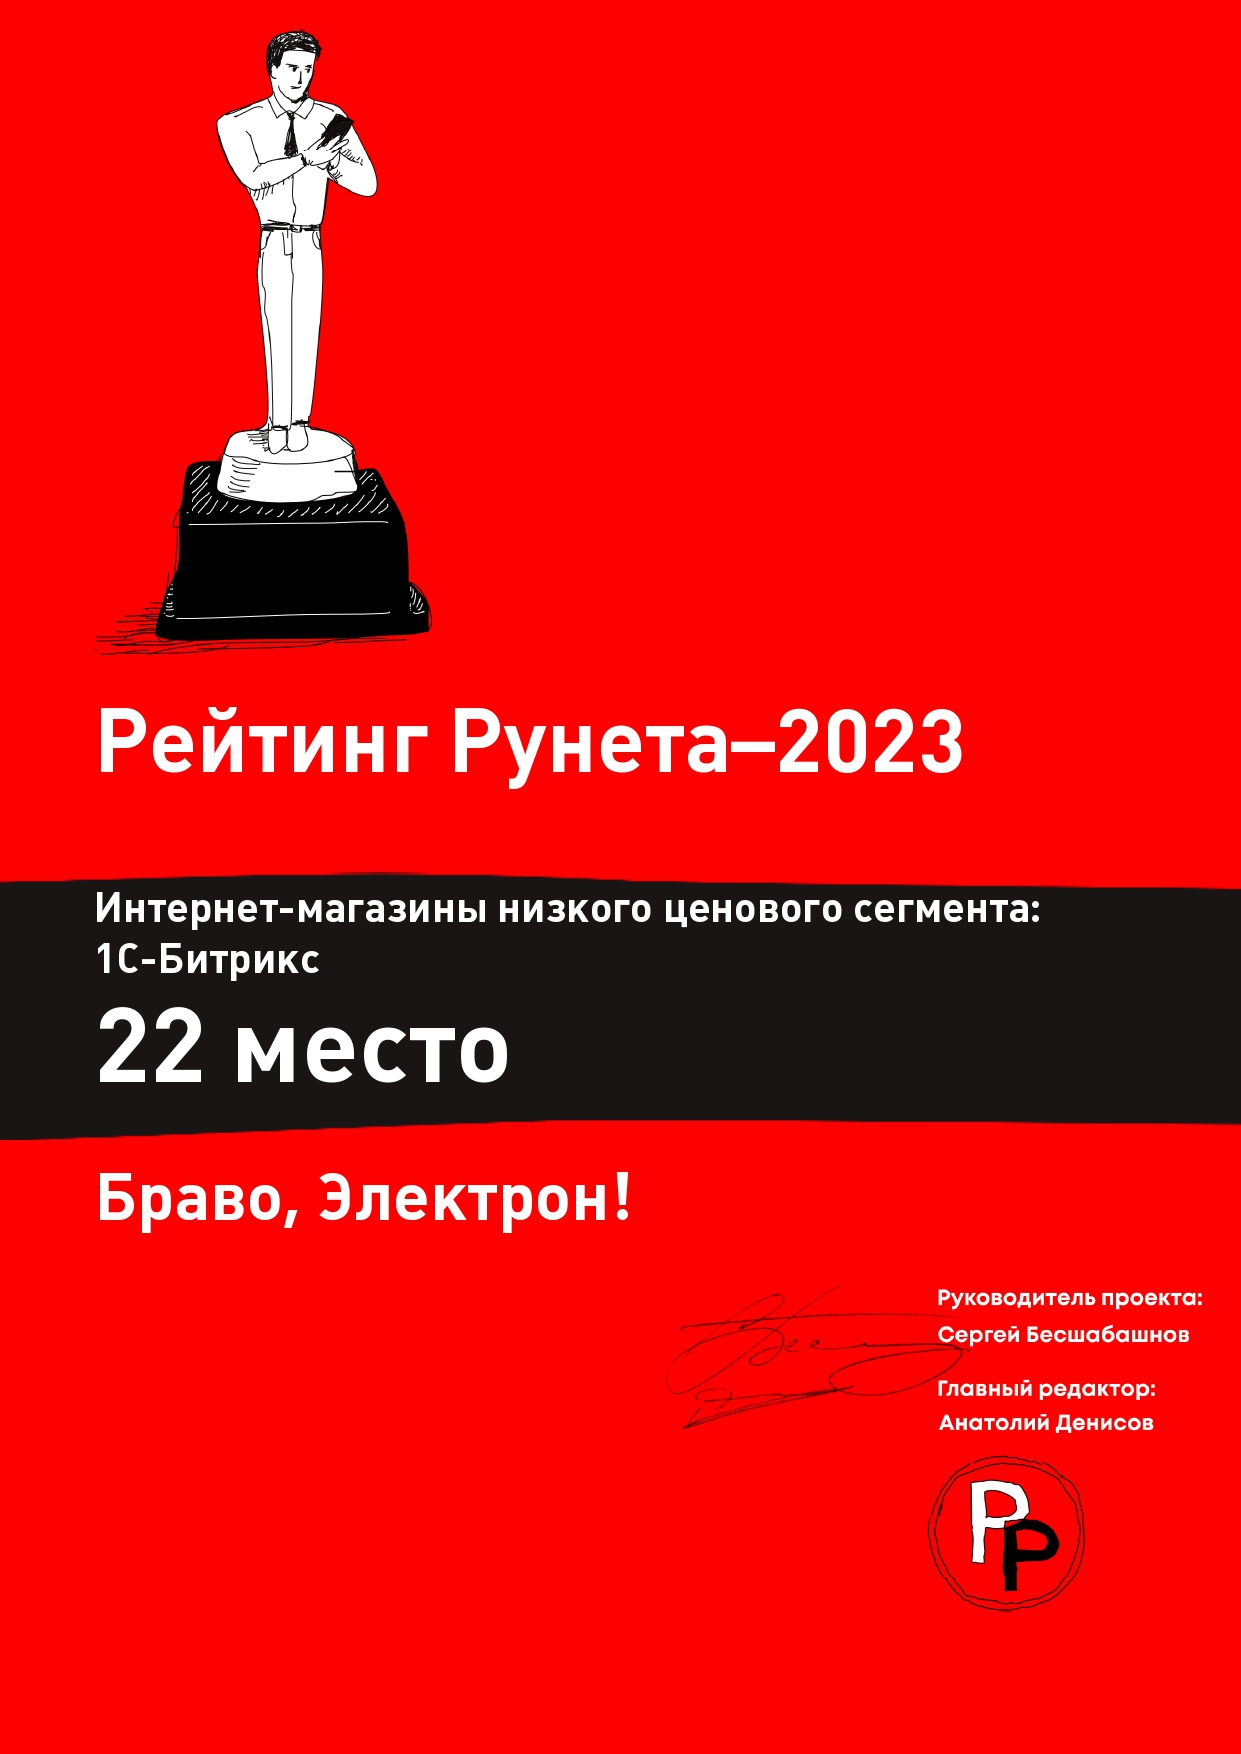 Рейтинг Рунета–2023
Интернет-магазины низкого ценового сегмента:
1С-Битрикс
22 место
Браво, Электрон!
Руководитель проекта:
Сергей Бесшабашнов
Главный редактор:
Анатолий Денисов
РР